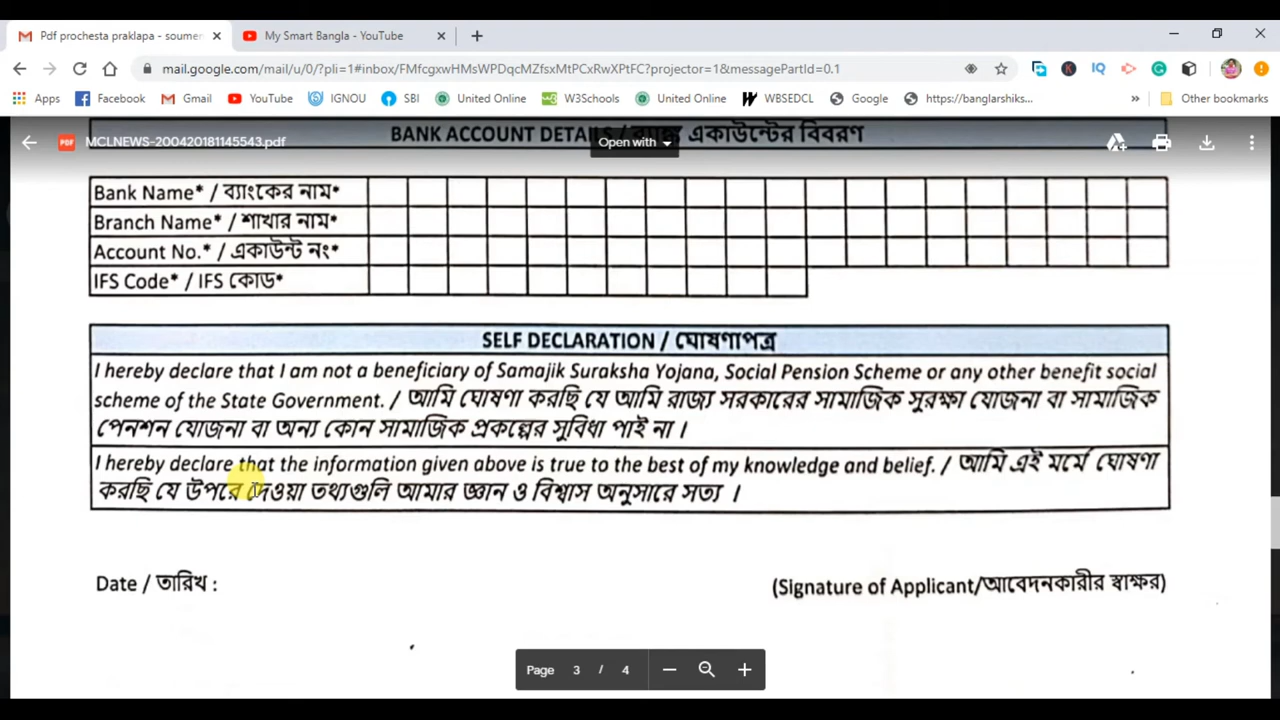 Pdf prochesta praklapa - soumen
My Smart Bangla - YouTube
mail.google.com/mail/u/0/?pli=1#inbox/FMfcgxwHMsWPDqcMZfsxMtPCxRwXPtFC?projector=1&messagePartId=0.1
Apps Facebook Gmail YouTube IGNOU SBI United Online W3Schools United Online WBSEDCL Google https://banglarshiks... » Other bookmarks
BANK ACCOUNT DETAILS / ব্যাঙ্ক একাউন্টের বিবরণ
PDF MCLNEWS-200420181145543.pdf Open with
Bank Name* / ব্যাংকের নাম*
Branch Name* / শাখার নাম*
Account No.* / একাউন্ট নং*
IFS Code* / IFS কোড*
SELF DECLARATION / ঘোষণাপত্র
I hereby declare that I am not a beneficiary of Samajik Suraksha Yojana, Social Pension Scheme or any other benefit social
scheme of the State Government. / আমি ঘোষণা করছি যে আমি রাজ্য সরকারের সামাজিক সুরক্ষা যোজনা বা সামাজিক
পেনশন যোজনা বা অন্য কোন সামাজিক প্রকল্পের সুবিধা পাই না ।
I hereby declare that the information given above is true to the best of my knowledge and belief. / আমি এই মর্মে ঘোষণা
করছি যে উপরে দেওয়া তথ্যগুলি আমার জ্ঞান ও বিশ্বাস অনুসারে সত্য ।
Date / তারিখ :
(Signature of Applicant/আবেদনকারীর স্বাক্ষর)
Page 3 / 4